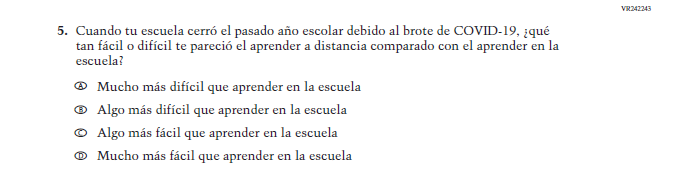 VR242243
5. Cuando tu escuela cerró el pasado año escolar debido al brote de COVID-19, ¿qué
tan fácil o difícil te pareció el aprender a distancia comparado con el aprender en la
escuela?
Ⓐ Mucho más difícil que aprender en la escuela
Ⓑ Algo más difícil que aprender en la escuela
Ⓒ Algo más fácil que aprender en la escuela
Ⓓ Mucho más fácil que aprender en la escuela